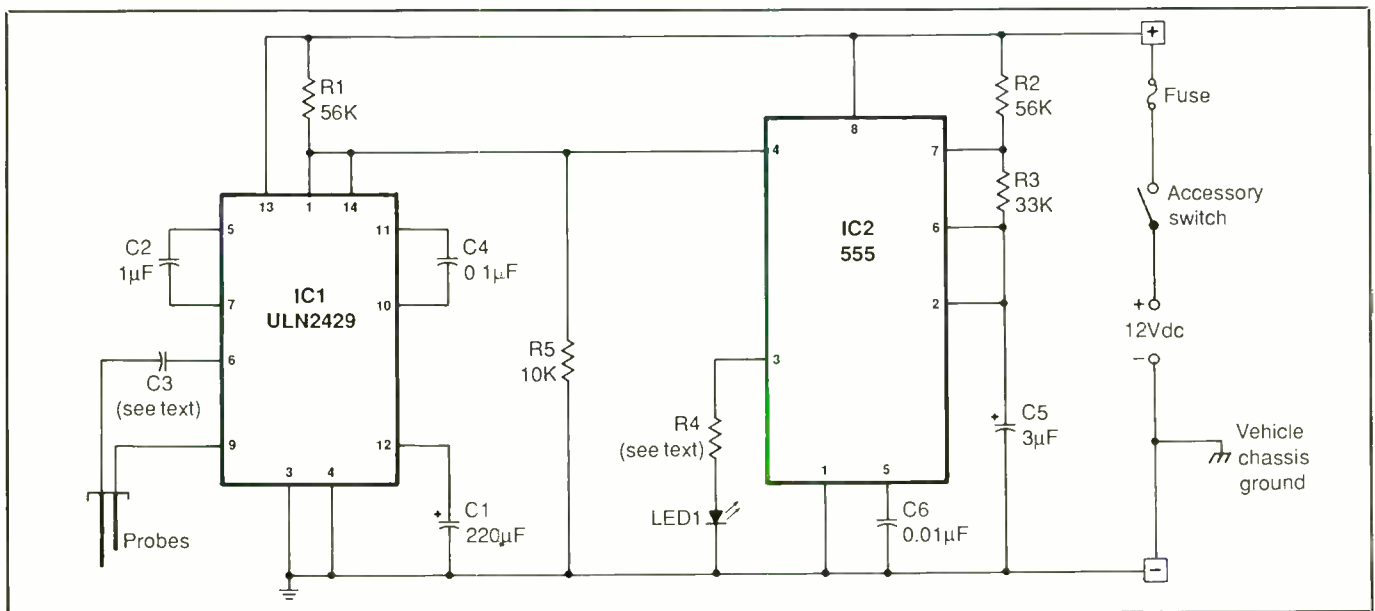 +
R1
56K
R2
56K
Fuse
8
4
7
R3
33K
Accessory
switch
13
1
14
5
11
6
C2
1µF
C4
0 1µF
IC2
555
IC1
ULN2429
7
10
2
+
12Vdc
-
R5
10K
6
C3
(see text)
3
R4
(see text)
+
C5
3µF
Vehicle
chassis
ground
9
12
3
4
1
5
+
C1
220µF
LED1
C6
0.01µF
Probes
-